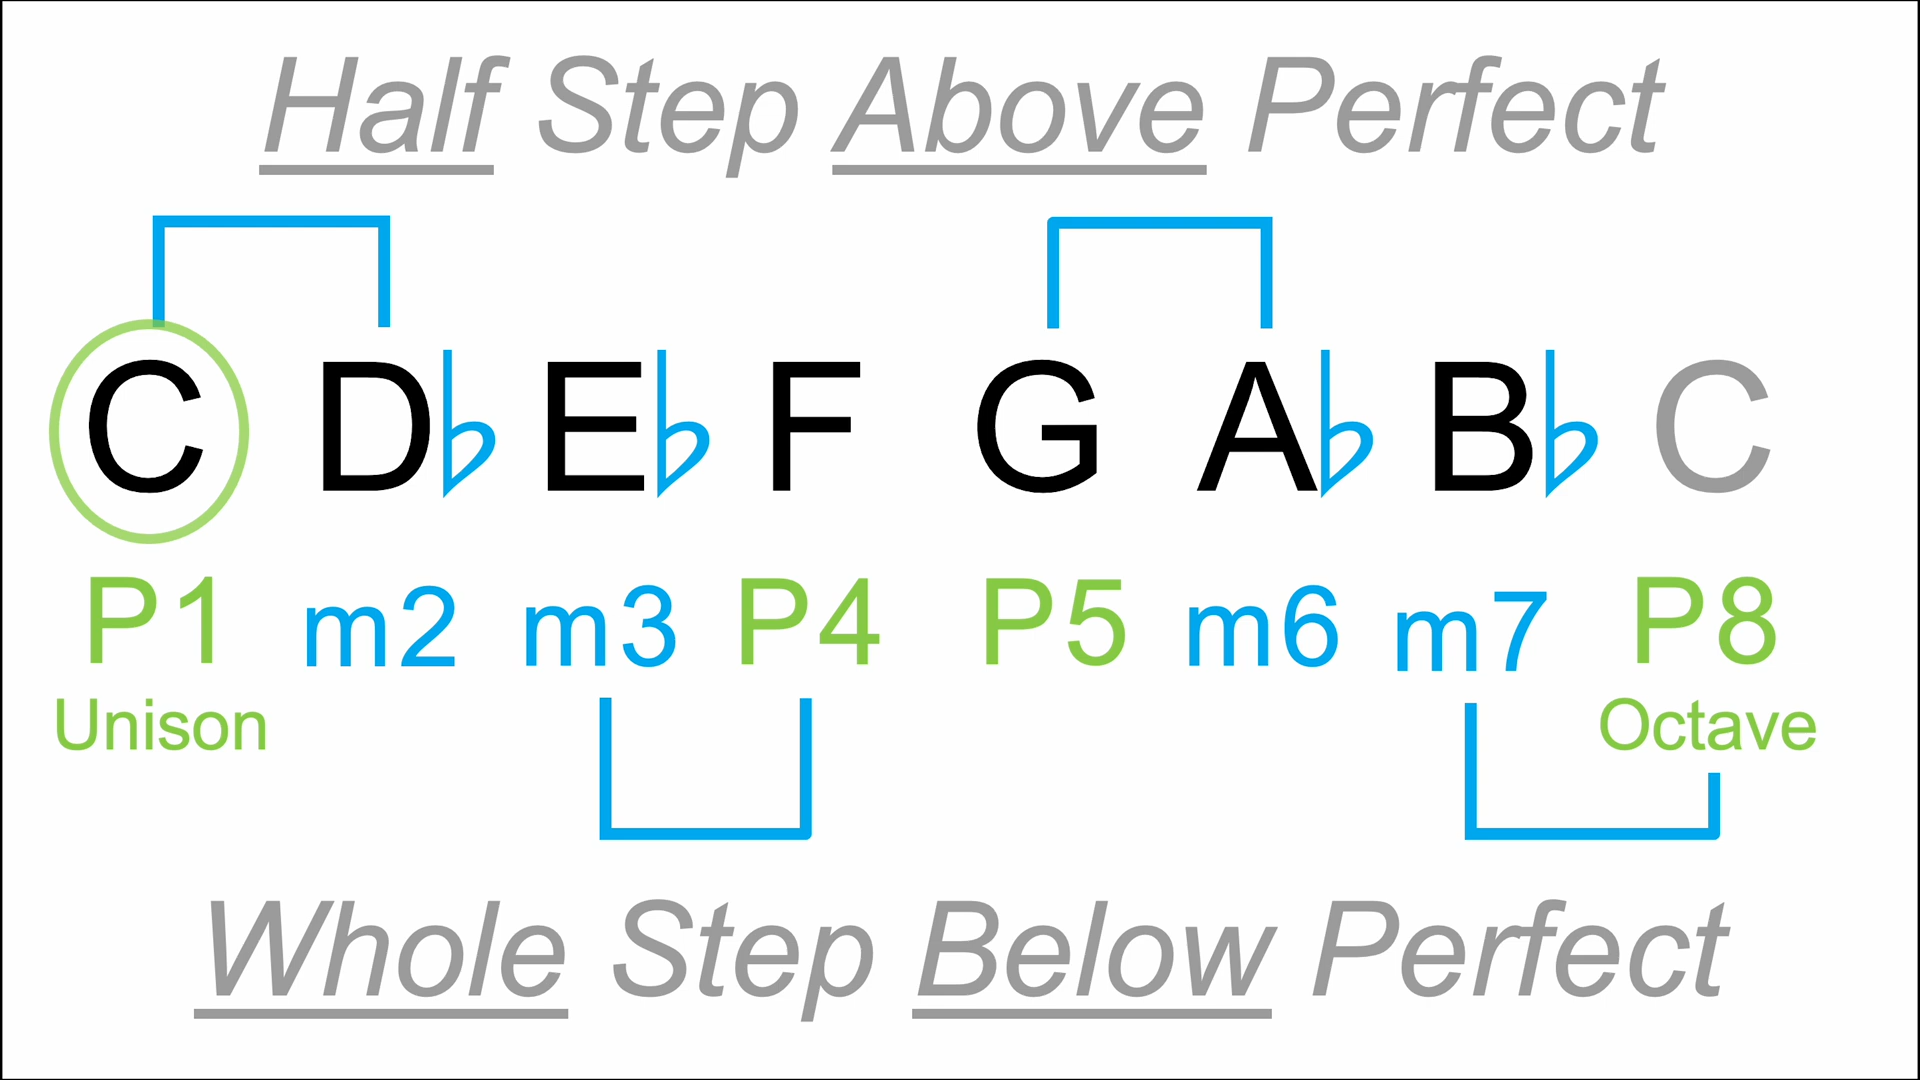 Half Step Above Perfect
C D♭ E♭ F G A♭ B♭ C
P1 m2 m3 P4 P5 m6 m7 P8
Unison Octave
Whole Step Below Perfect